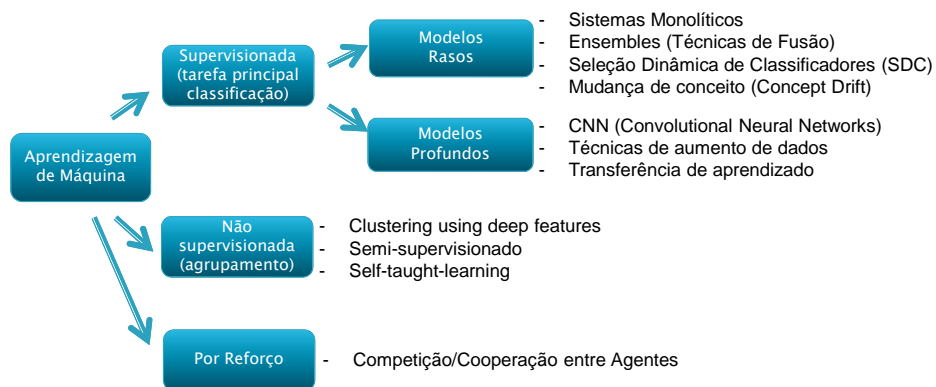 Aprendizagem
de Máquina
Supervisionada
(tarefa principal
classificação)
Modelos
Rasos
- Sistemas Monolíticos
- Ensembles (Técnicas de Fusão)
- Seleção Dinâmica de Classificadores (SDC)
- Mudança de conceito (Concept Drift)
Modelos
Profundos
- CNN (Convolutional Neural Networks)
- Técnicas de aumento de dados
- Transferência de aprendizado
Não
supervisionada
(agrupamento)
- Clustering using deep features
- Semi-supervisionado
- Self-taught-learning
Por Reforço
- Competição/Cooperação entre Agentes